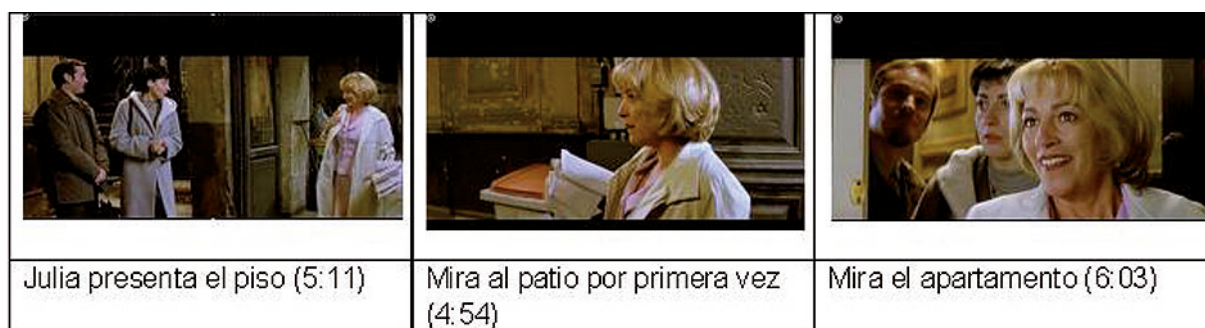 Julia presenta el piso (5:11)
Mira al patio por primera vez
(4:54)
Mira el apartamento (6:03)